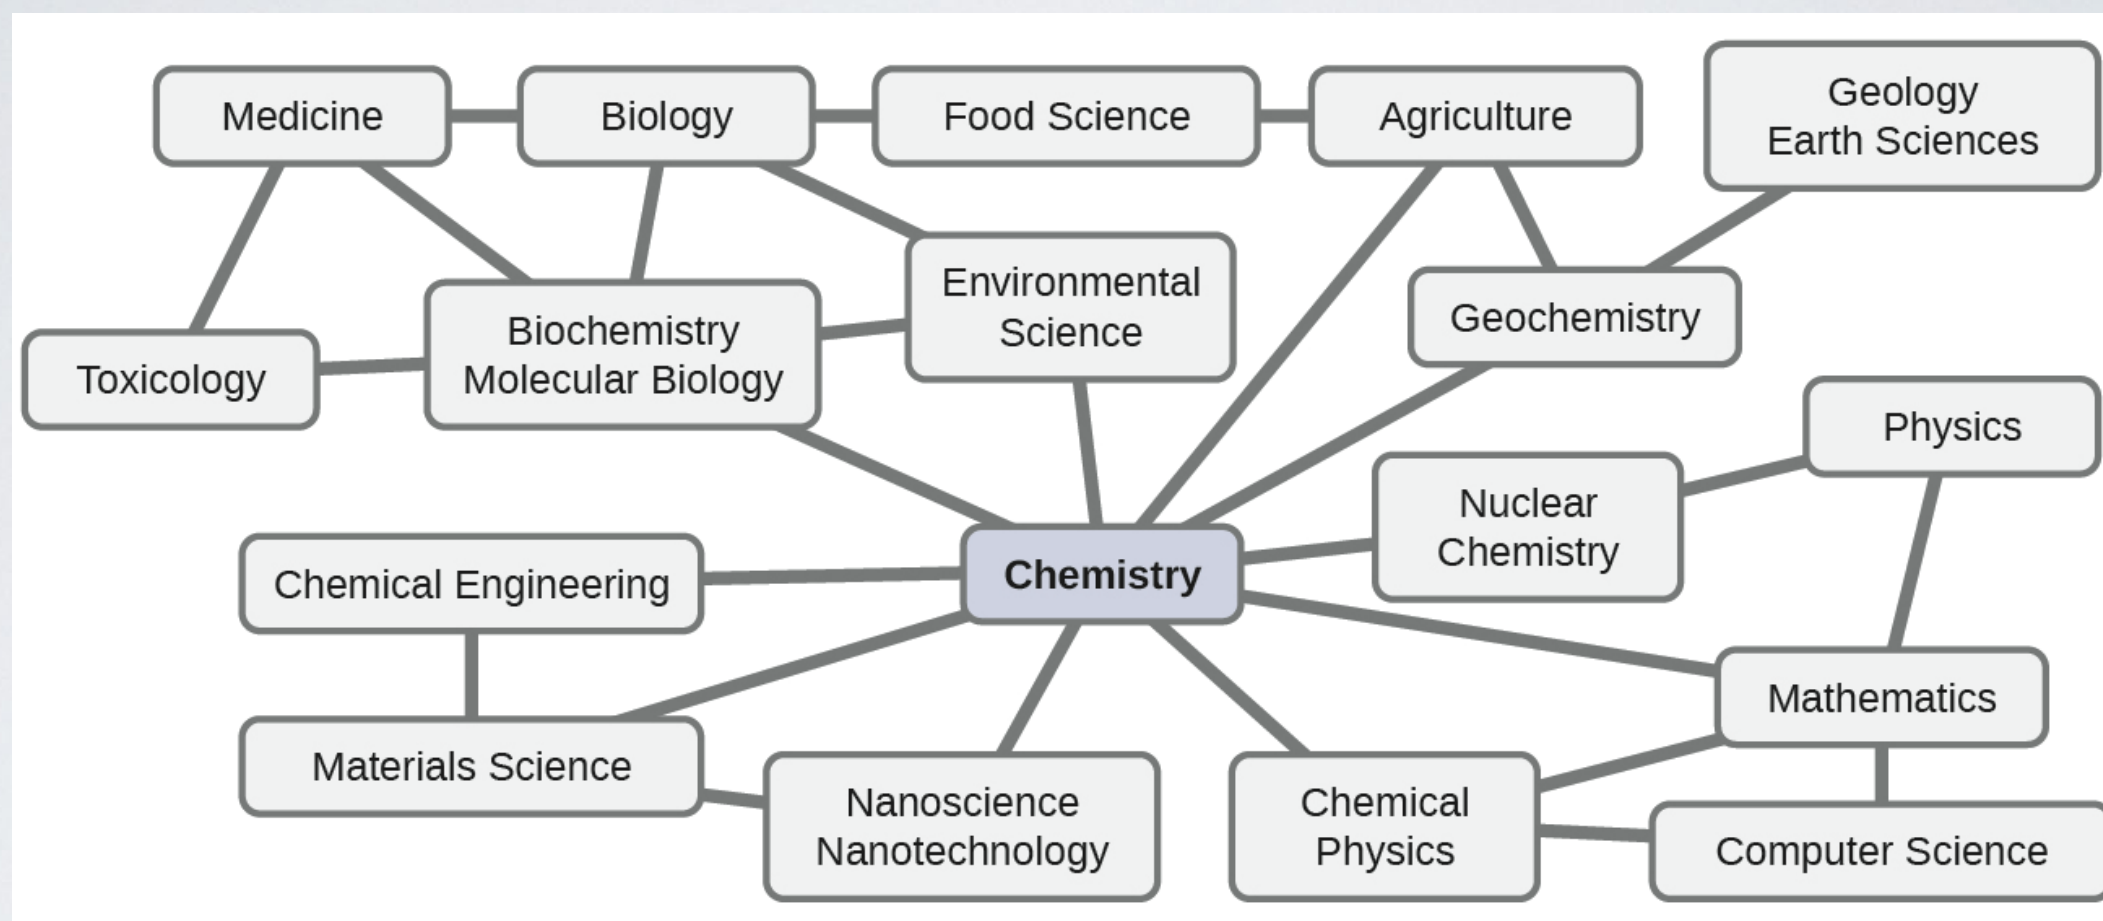 Medicine
Biology
Food Science
Agriculture
Geology
Earth Sciences
Environmental
Science
Geochemistry
Biochemistry
Molecular Biology
Toxicology
Physics
Nuclear
Chemistry
Chemical Engineering
Chemistry
Mathematics
Materials Science
Nanoscience
Nanotechnology
Chemical
Physics
Computer Science